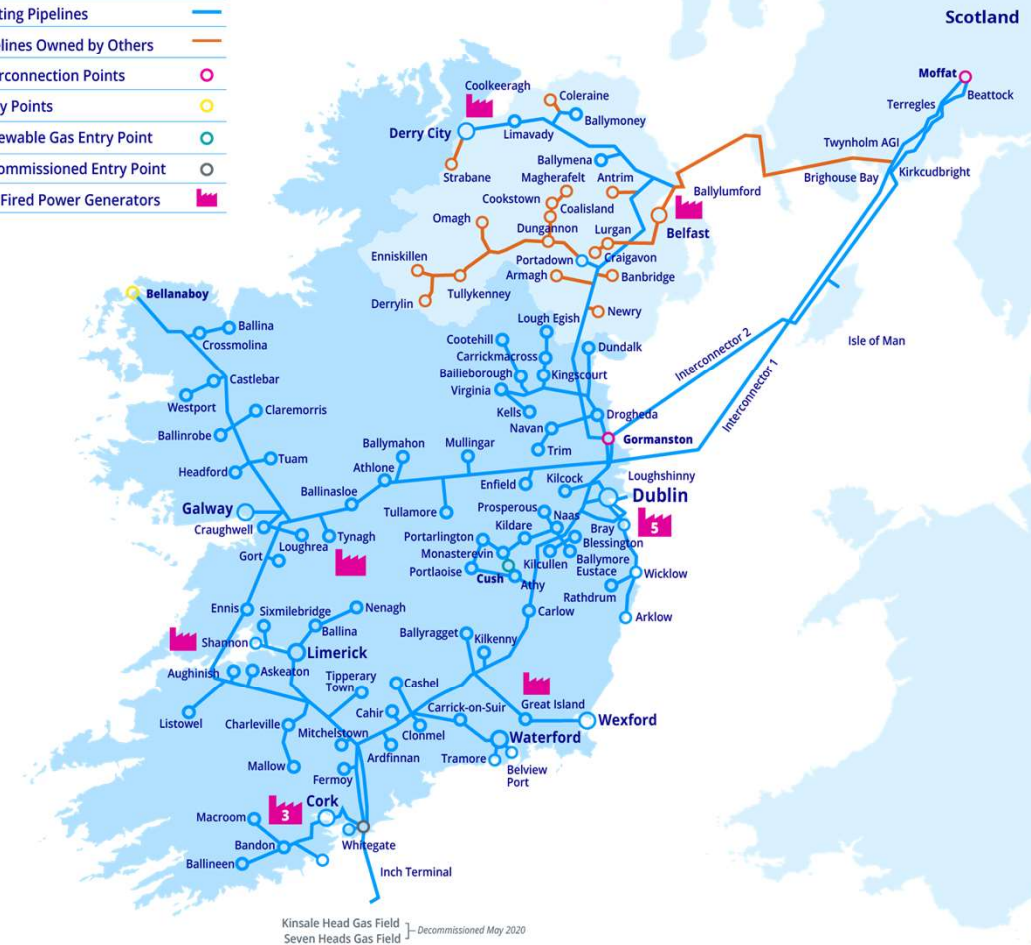 ting Pipelines
elines Owned by Others
rconnection Points
y Points
ewable Gas Entry Point
ommissioned Entry Point
Fired Power Generators
Scotland
Moffat
Beattock
Terregles
Twynholm AGI
Brighouse Bay
Kirkcudbright
Coolkeeragh
Coleraine
Ballymoney
Derry City
Limavady
Strabane
Ballymena
Magherafelt
Antrim
Ballylumford
Cookstown
Coalisland
Omagh
Dungannon
Lurgan
Belfast
Enniskillen
Portadown
Craigavon
Armagh
Banbridge
Tullykenney
Derrylin
Newry
Bellanaboy
Ballina
Crossmolina
Lough Egish
Cootehill
Dundalk
Carrickmacross
Bailieborough
Kingscourt
Virginia
Isle of Man
Interconnector 2
Interconnector 1
Castlebar
Westport
Claremorris
Ballinrobe
Kells
Drogheda
Navan
Gormanston
Trim
Ballymahon
Mullingar
Headford
Tuam
Athlone
Enfield
Kilcock
Loughshinny
Dublin
5
Ballinasloe
Galway
Tullamore
Prosperous
Naas
Craughwell
Loughrea
Tynagh
Gort
Kildare
Bray
Portarlington
Blessington
Monasterevin
Kilcullen
Ballymore
Eustace
Portlaoise
Cush
Athy
Wicklow
Rathdrum
Arklow
Ennis
Sixmilebridge
Nenagh
Carlow
Shannon
Ballina
Limerick
Ballyragget
Kilkenny
Aughinish
Askeaton
Tipperary
Town
Cashel
Listowel
Charleville
Cahir
Carrick-on-Suir
Great Island
Wexford
Mitchelstown
Clonmel
Waterford
Mallow
Ardfinnan
Tramore
Belview
Port
Fermoy
Cork
3
Macroom
Whitegate
Bandon
Ballineen
Inch Terminal
Kinsale Head Gas Field
Seven Heads Gas Field
Decommissioned May 2020